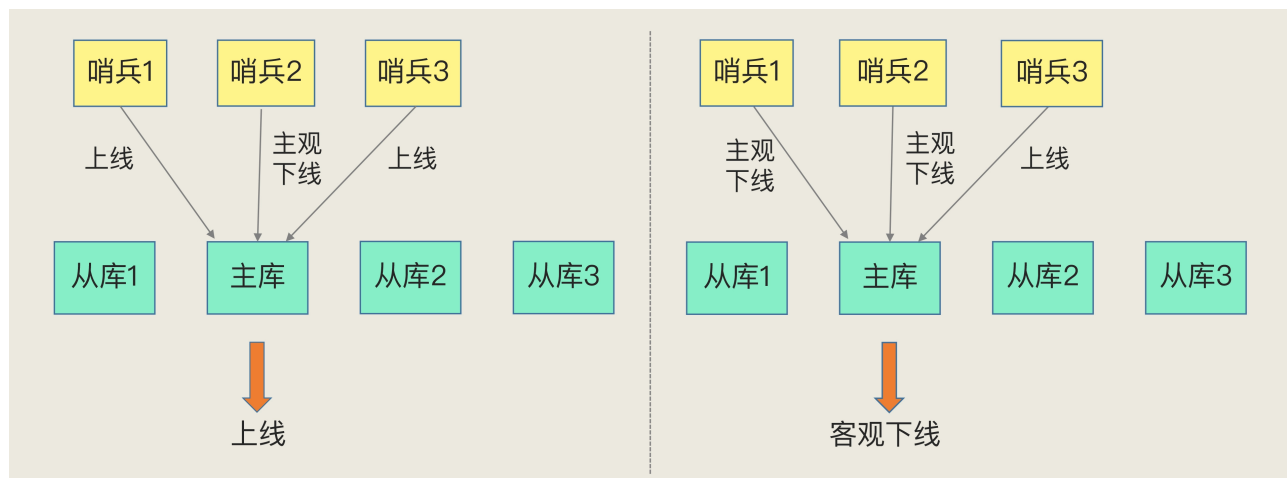 哨兵1
哨兵2
哨兵3
上线
主观
下线
上线
从库1
主库
从库2
从库3
上线
哨兵1
哨兵2
哨兵3
主观
下线
主观
下线
上线
从库1
主库
从库2
从库3
客观下线